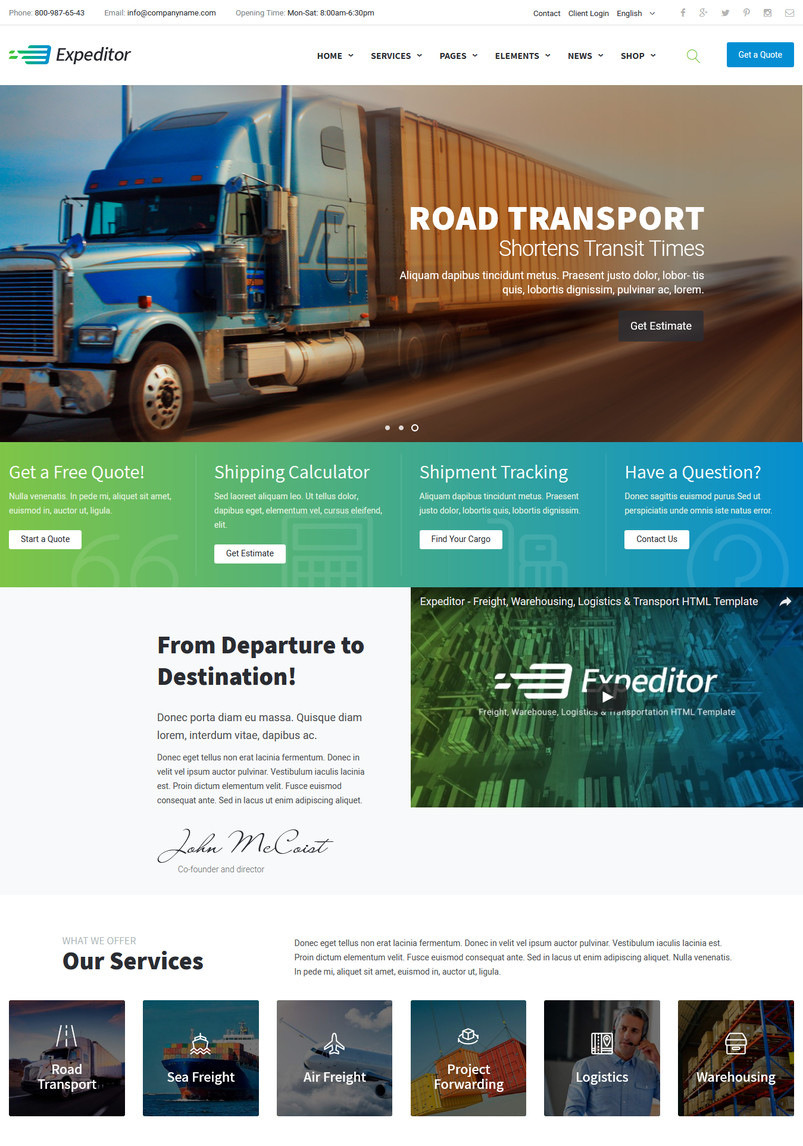 Phone: 800-987-65-43 Email: info@companyname.com Opening Time: Mon-Sat: 8:00am-6:30pm Contact Client Login English
Expeditor HOME SERVICES PAGES ELEMENTS NEWS SHOP Get a Quote
ROAD TRANSPORT
Shortens Transit Times
Aliquam dapibus tincidunt metus. Praesent justo dolor, lobor- tis
quis, lobortis dignissim, pulvinar ac, lorem.
Get Estimate
Get a Free Quote!
Nulla venenatis. In pede mi, aliquet sit amet,
euismod in, auctor ut, ligula.
Start a Quote
Shipping Calculator
Sed laoreet aliquam leo. Ut tellus dolor,
dapibus eget, elementum vel, cursus eleifend,
elit.
Get Estimate
Shipment Tracking
Aliquam dapibus tincidunt metus. Praesent
justo dolor, lobortis quis, lobortis dignissim.
Find Your Cargo
Have a Question?
Donec sagittis euismod purus.Sed ut
perspiciatis unde omnis iste natus error.
Contact Us
From Departure to
Destination!
Donec porta diam eu massa. Quisque diam
lorem, interdum vitae, dapibus ac.
Donec eget tellus non erat lacinia fermentum. Donec in
velit vel ipsum auctor pulvinar. Vestibulum iaculis lacinia
est. Proin dictum elementum velit. Fusce euismod
consequat ante. Sed in lacus ut enim adipiscing aliquet.
John McCoist
Co-founder and director
Expeditor - Freight, Warehousing, Logistics & Transport HTML Template
Expeditor
Freight, Warehouse, Logistics & Transportation HTML Template
WHAT WE OFFER
Our Services
Donec eget tellus non erat lacinia fermentum. Donec in velit vel ipsum auctor pulvinar. Vestibulum iaculis lacinia est.
Proin dictum elementum velit. Fusce euismod consequat ante. Sed in lacus ut enim adipiscing aliquet. Nulla venenatis.
In pede mi, aliquet sit amet, euismod in, auctor ut, ligula.
Road
Transport
Sea Freight
Air Freight
Project
Forwarding
Logistics
Warehousing